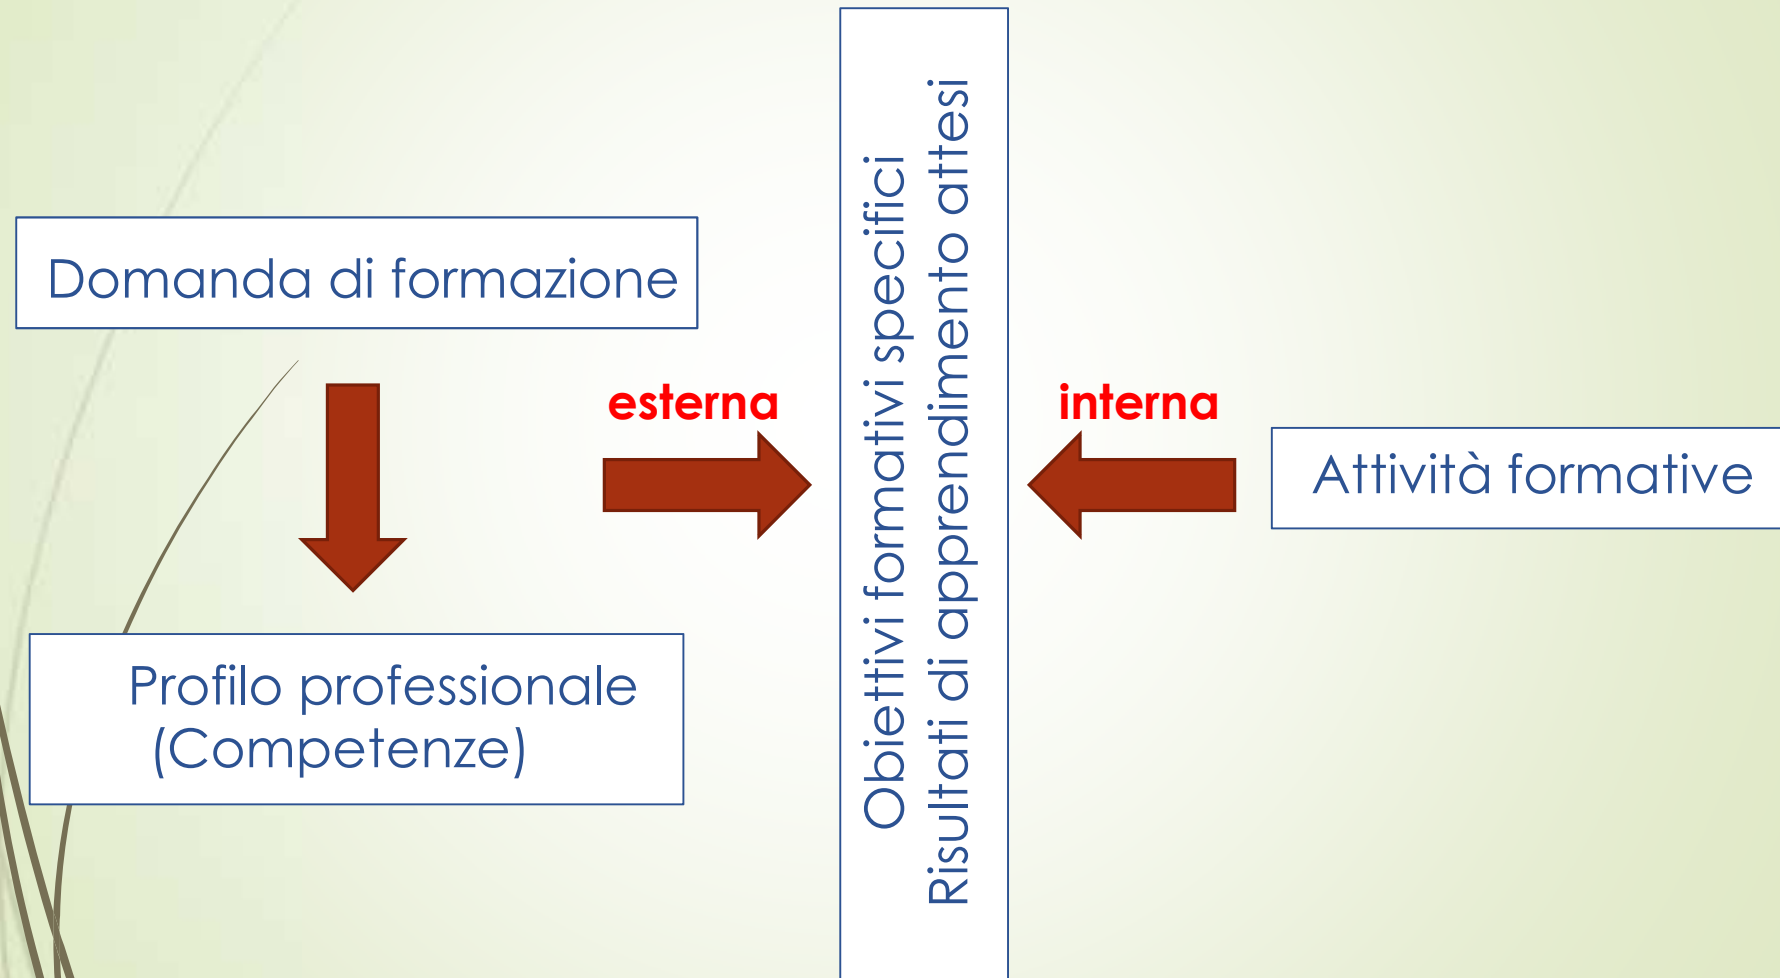 Domanda di formazione
esterna
Profilo professionale
(Competenze)
Obiettivi formativi specifici
Risultati di apprendimento attesi
interna
Attività formative